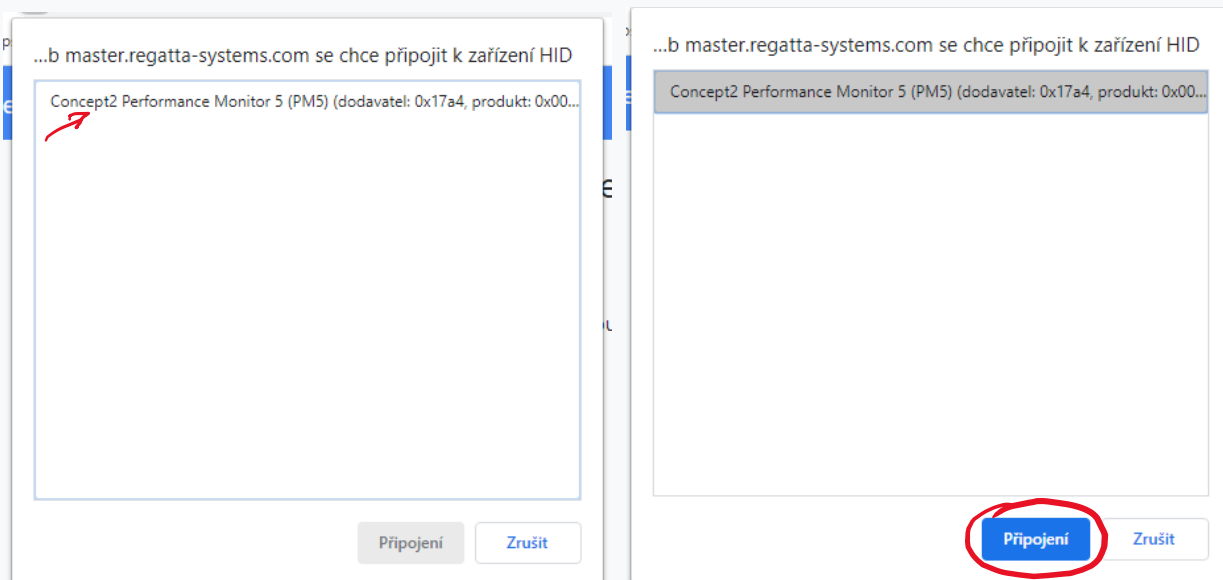 ...b master.regatta-systems.com se chce připojit k zařízení HID
Concept2 Performance Monitor 5 (PM5) (dodavatel: 0x17a4, produkt: 0x00...
Připojení
Zrušit
...b master.regatta-systems.com se chce připojit k zařízení HID
Concept2 Performance Monitor 5 (PM5) (dodavatel: 0x17a4, produkt: 0x00...
Připojení
Zrušit